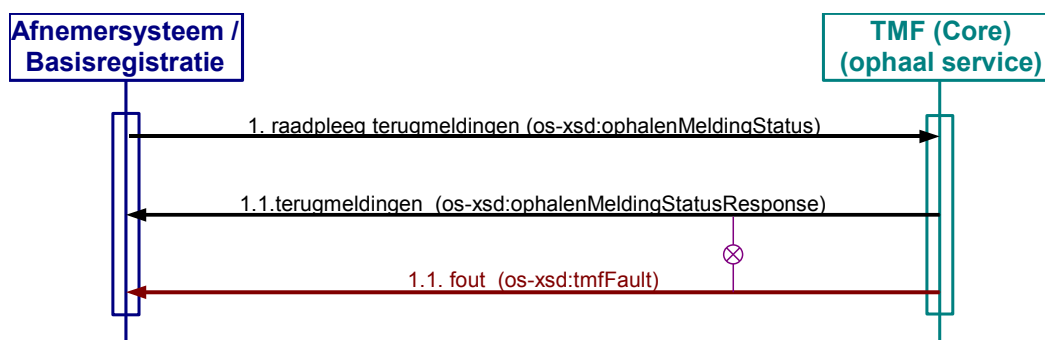 Afnemersysteem /
Basisregistratie
TMF (Core)
(ophaal service)
1. raadpleeg terugmeldingen (os-xsd:ophalenMeldingStatus)
1.1.terugmeldingen (os-xsd:ophalenMeldingStatusResponse)
1.1. fout (os-xsd:tmfFault)